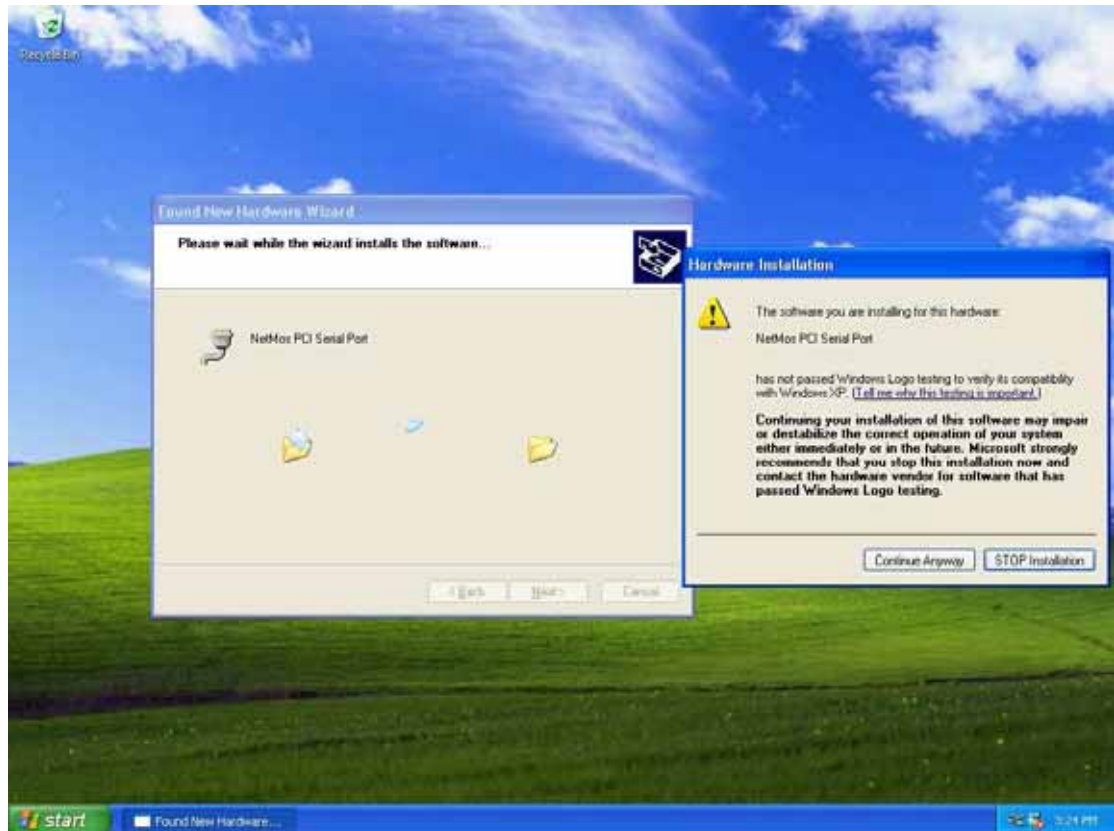 Recycle Bin
Found New Hardware Wizard
Please wait while the wizard installs the software...
NetMos PCI Serial Port
< Back
Next >
Cancel
Hardware Installation
The software you are installing for this hardware:
NetMos PCI Serial Port
has not passed Windows Logo testing to verify its compatibility
with Windows XP. (Tell me why this testing is important.)
Continuing your installation of this software may impair
or destabilize the correct operation of your system
either immediately or in the future. Microsoft strongly
recommends that you stop this installation now and
contact the hardware vendor for software that has
passed Windows Logo testing.
Continue Anyway
STOP Installation
start
Found New Hardware...
3:24 PM